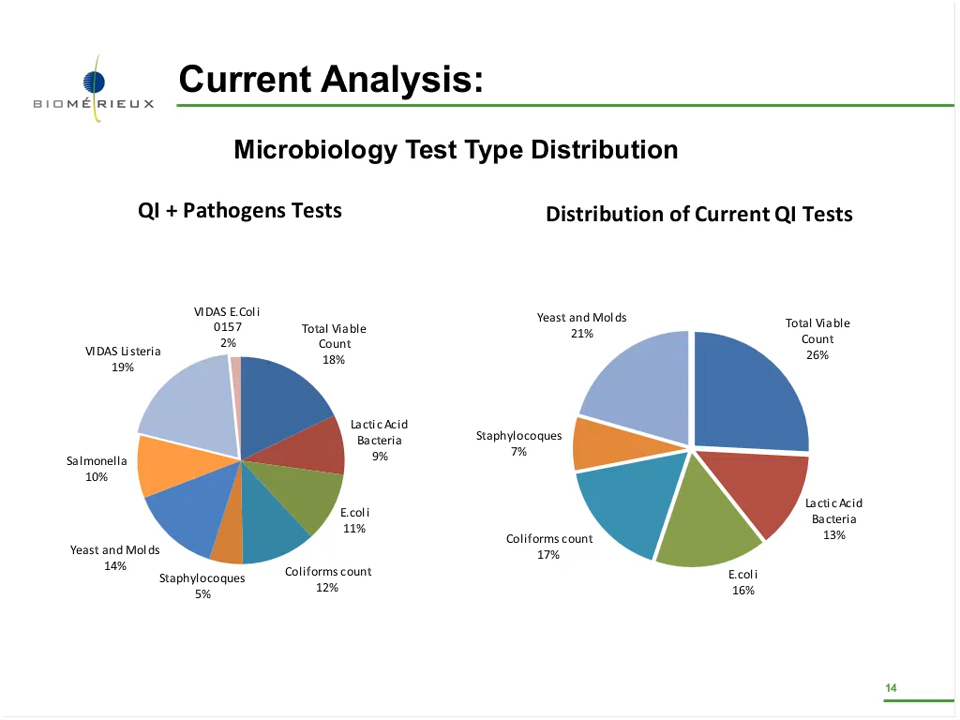 BIOMÉRIEUX
Current Analysis:
Microbiology Test Type Distribution
QI + Pathogens Tests
VIDAS E.Coli
0157
2%
Total Viable
Count
18%
VIDAS Listeria
19%
Lactic Acid
Bacteria
9%
Salmonella
10%
E.coli
11%
Yeast and Molds
14%
Staphylocoques
5%
Coliforms count
12%
Distribution of Current QI Tests
Yeast and Molds
21%
Total Viable
Count
26%
Staphylocoques
7%
Lactic Acid
Bacteria
13%
Coliforms count
17%
E.coli
16%
14